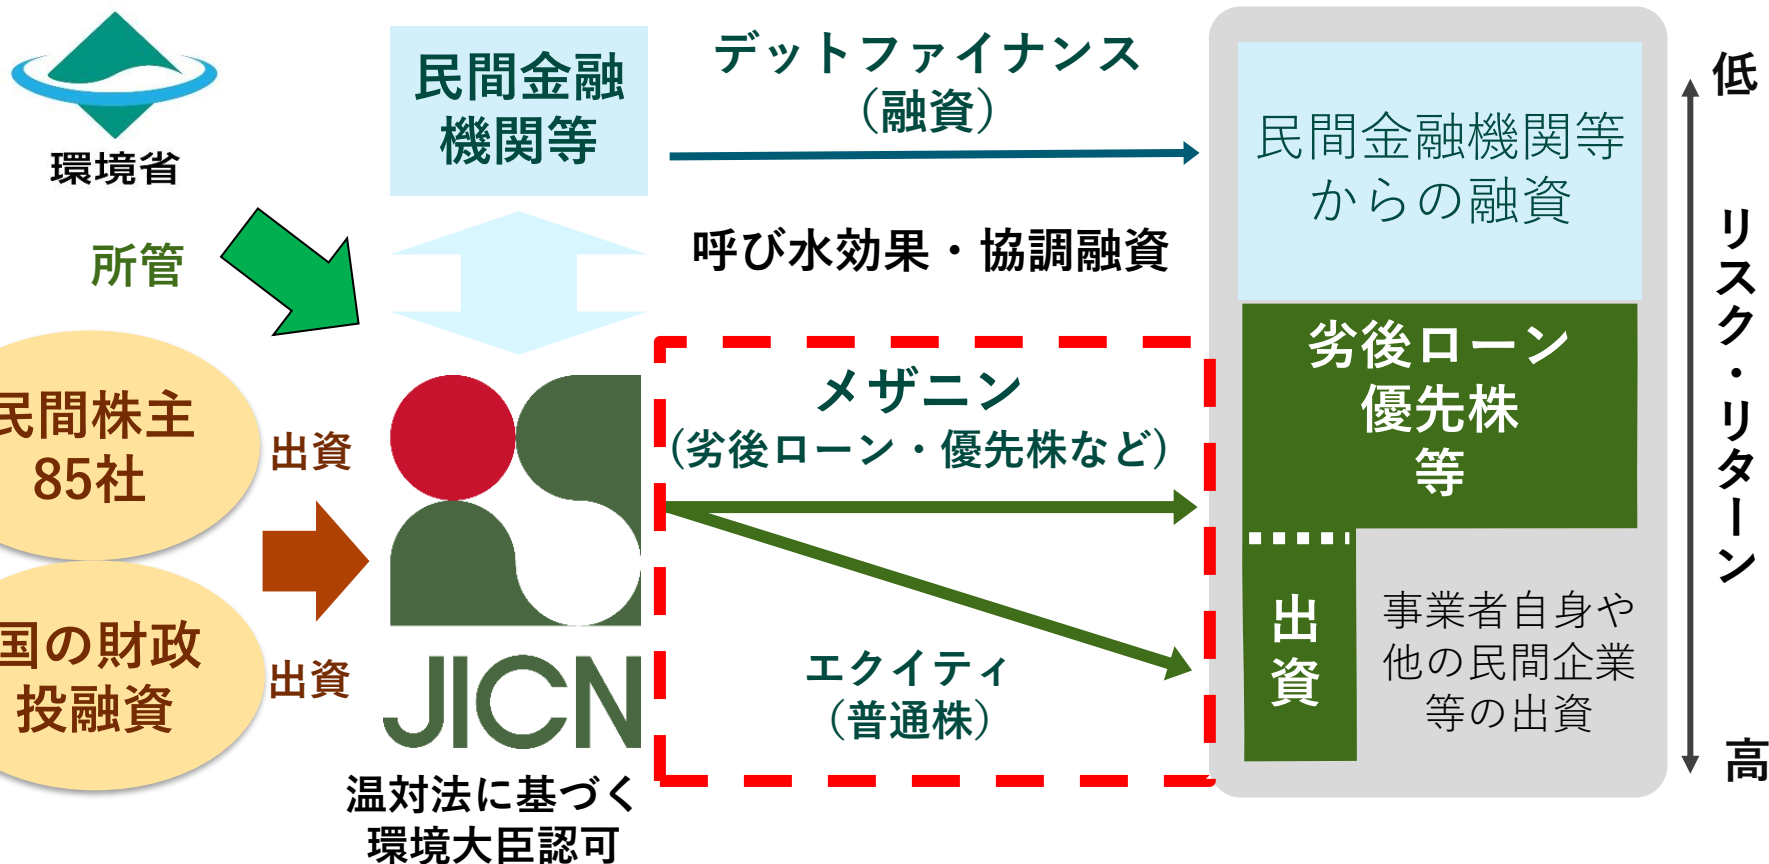 環境省
所管
民間株主
85社
出資
国の財政
投融資
出資
民間金融
機関等
JICN
温対法に基づく
環境大臣認可
デットファイナンス
（融資）
呼び水効果・協調融資
メザニン
(劣後ローン・優先株など)
エクイティ
（普通株）
民間金融機関等
からの融資
劣後ローン
優先株
等
出
資
事業者自身や
他の民間企業
等の出資
低
リスク・リターン
高